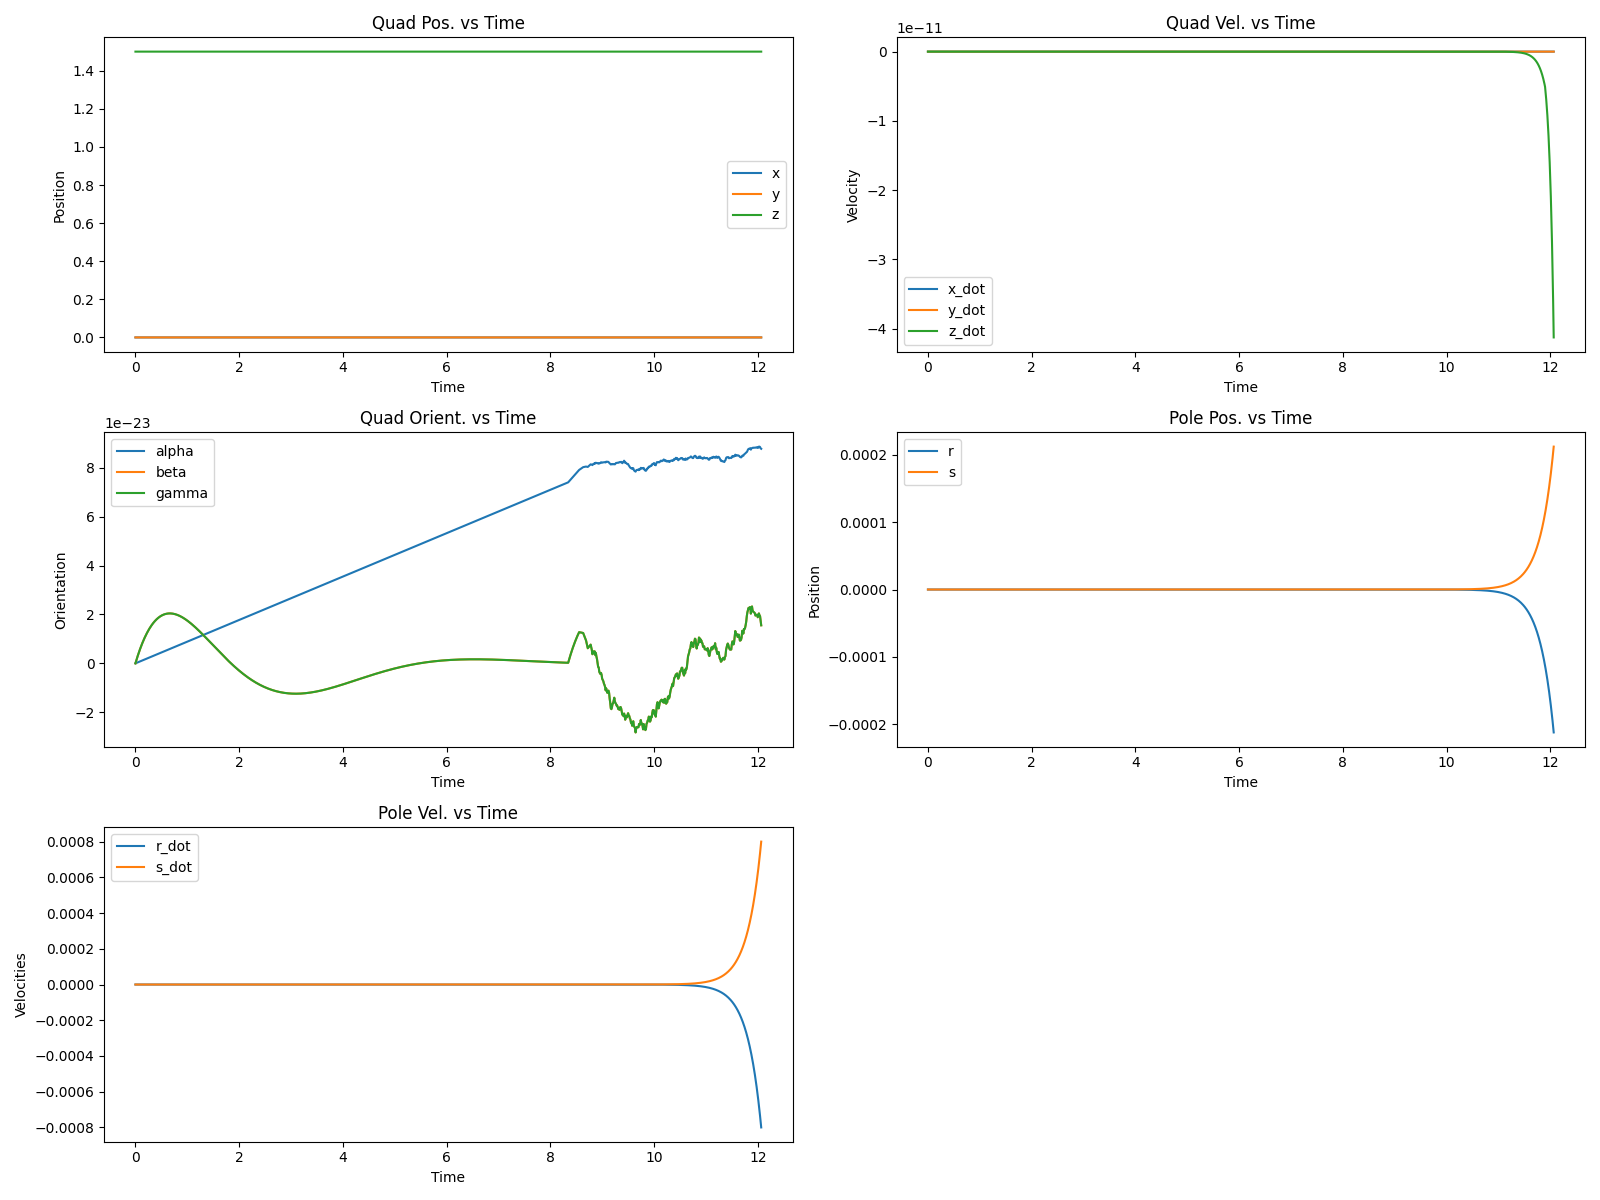 Quad Pos. vs Time
1.4
1.2
1.0
0.8
0.6
0.4
0.2
0.0
Position
x
y
z
0 2 4 6 8 10 12
Time
Quad Vel. vs Time
1e−11
0
−1
−2
−3
−4
Velocity
x_dot
y_dot
z_dot
0 2 4 6 8 10 12
Time
Quad Orient. vs Time
1e−23
8
6
4
2
0
−2
Orientation
alpha
beta
gamma
0 2 4 6 8 10 12
Time
Pole Pos. vs Time
0.0002
0.0001
0.0000
−0.0001
−0.0002
Position
r
s
0 2 4 6 8 10 12
Time
Pole Vel. vs Time
0.0008
0.0006
0.0004
0.0002
0.0000
−0.0002
−0.0004
−0.0006
−0.0008
Velocities
r_dot
s_dot
0 2 4 6 8 10 12
Time